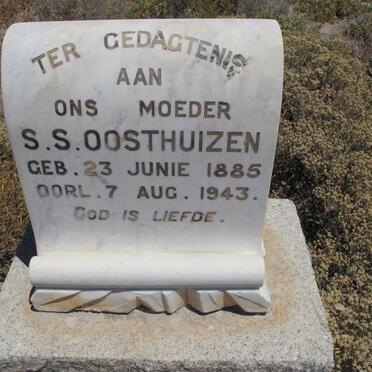 TER GEDAGTENIS
AAN
ONS MOEDER
S.S. OOSTHUIZEN
GEB. 23 JUNIE 1885
OORL. 7 AUG. 1943.
GOD IS LIEFDE.